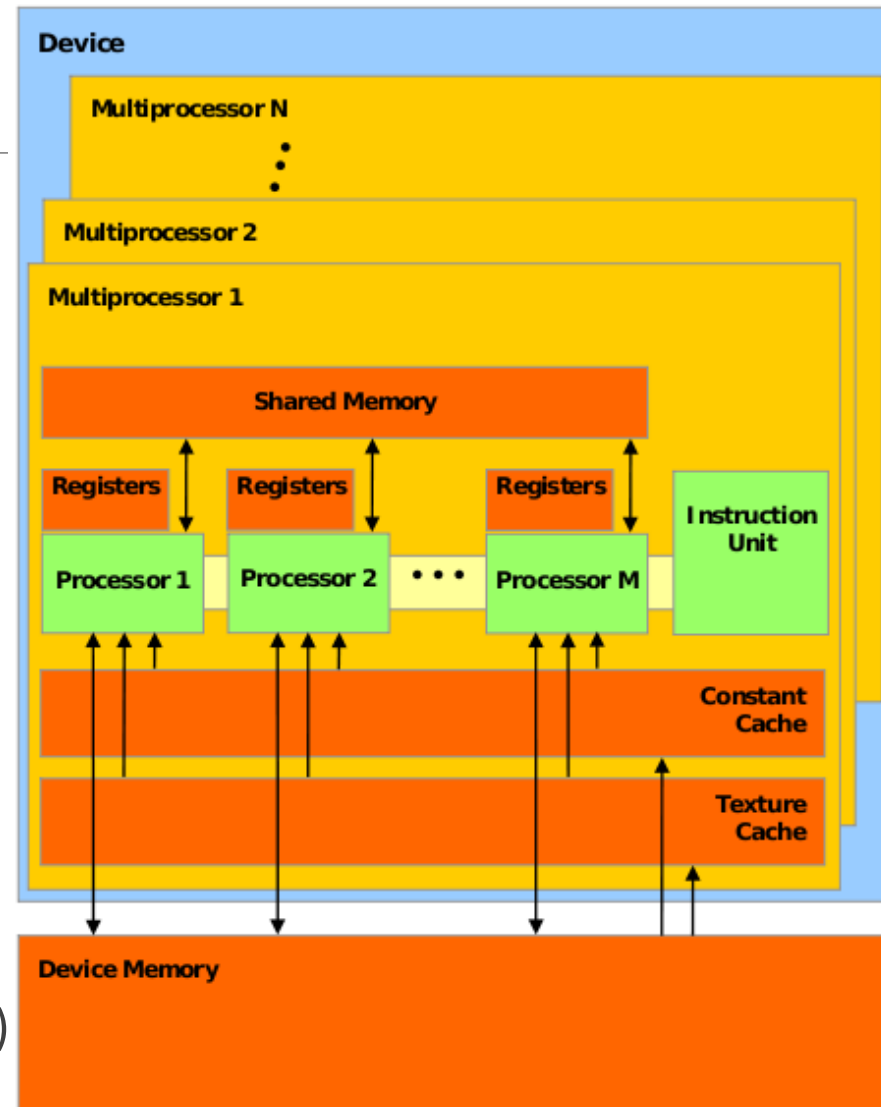 Device
Multiprocessor N
Multiprocessor 2
Multiprocessor 1
Shared Memory
Registers
Registers
Registers
Instruction
Unit
Processor 1
Processor 2
• • •
Processor M
Constant
Cache
Texture
Cache
Device Memory
)